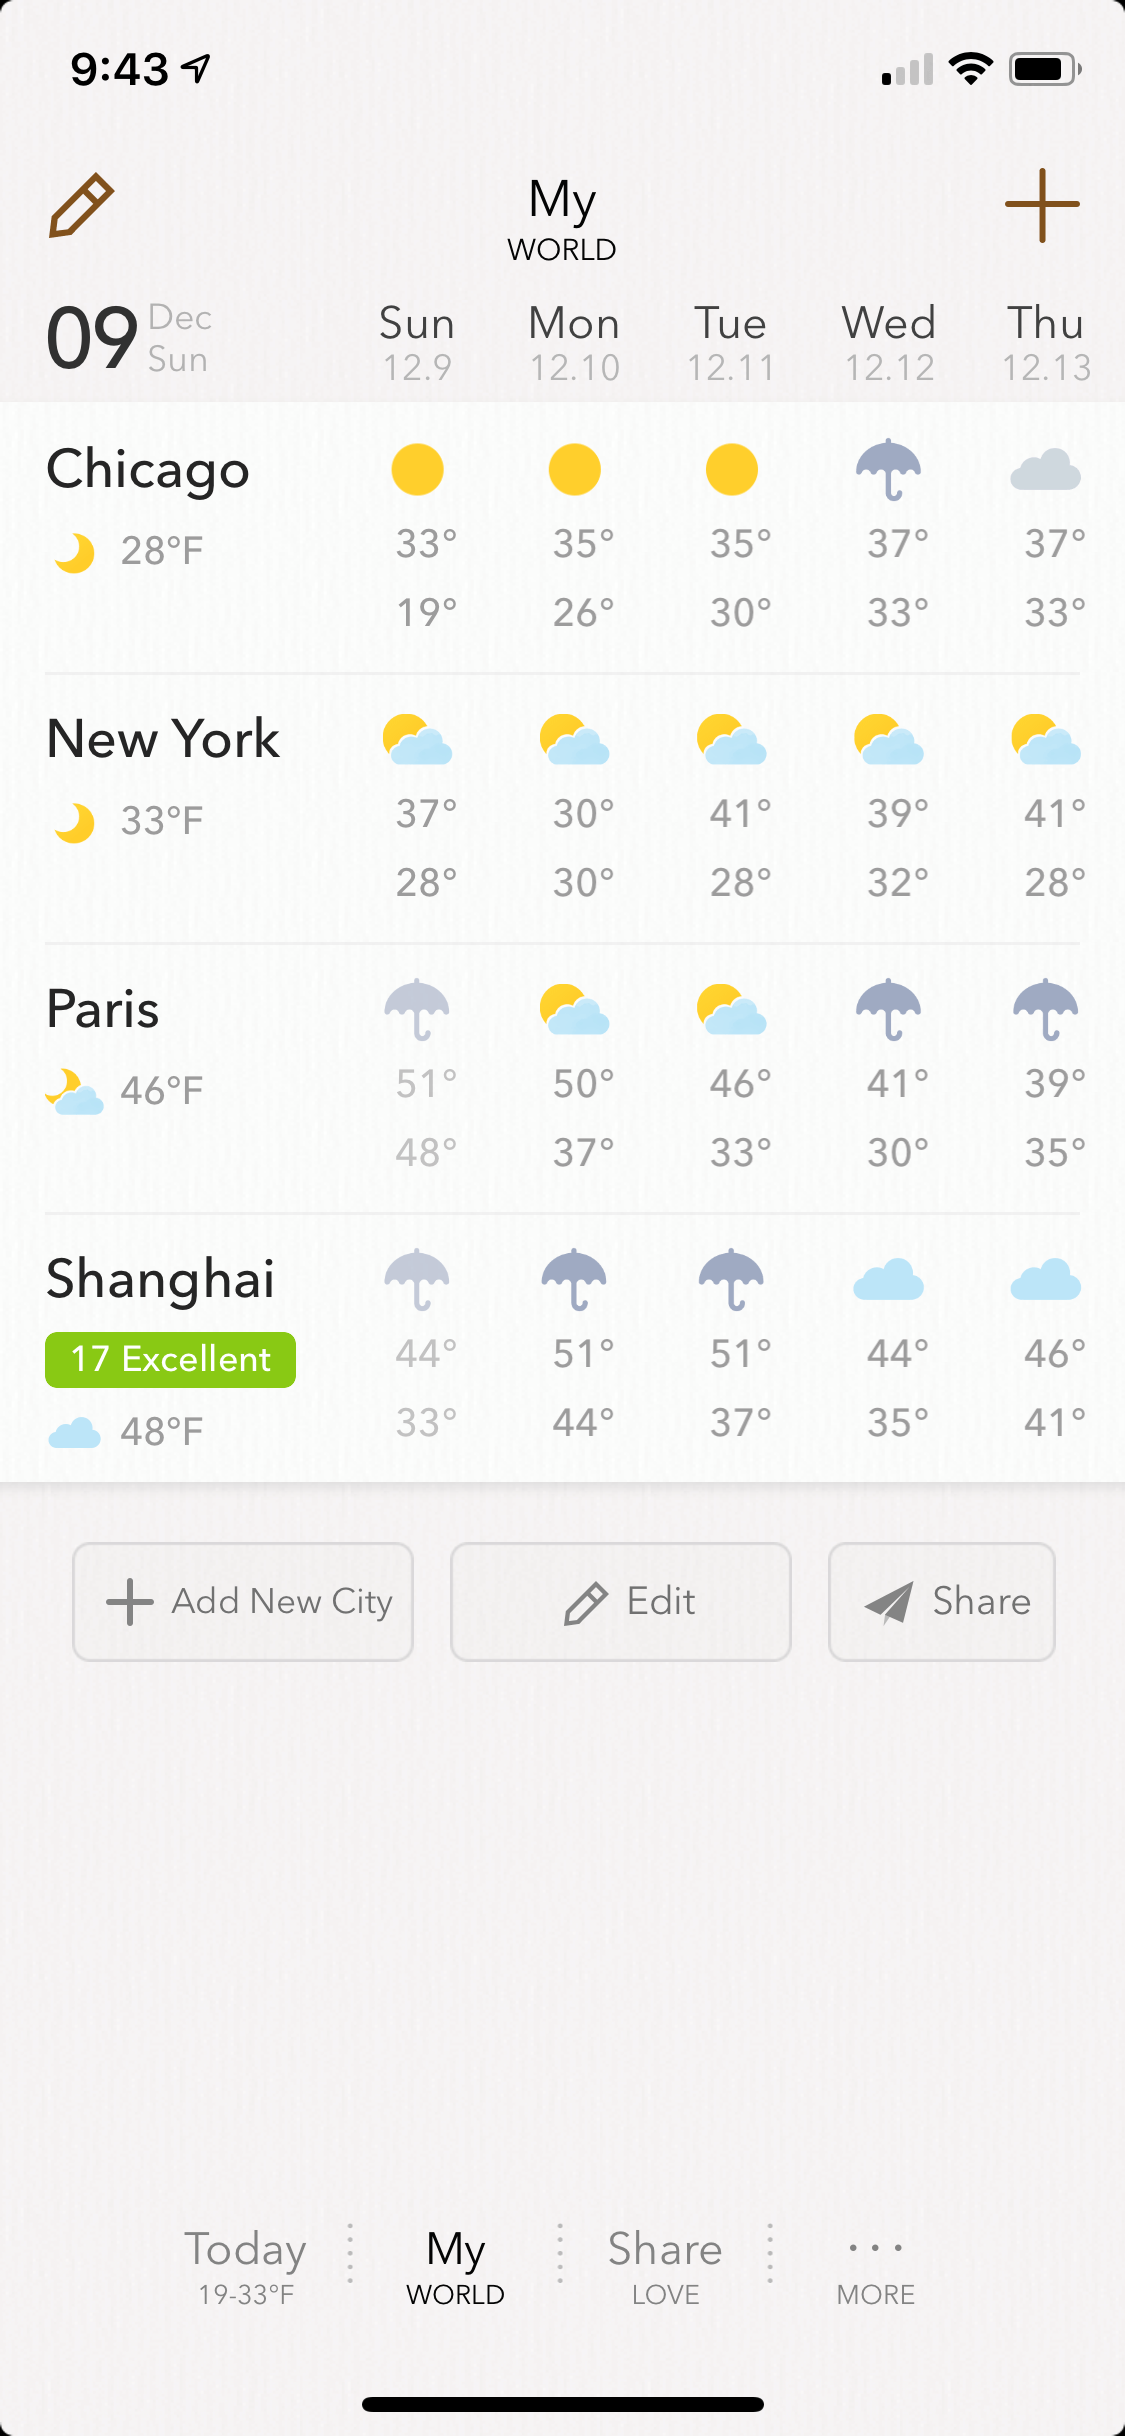 9:43
My
WORLD
09 Dec Sun
Sun Mon Tue Wed Thu
12.9 12.10 12.11 12.12 12.13
Chicago
28°F
33° 35° 35° 37° 37°
19° 26° 30° 33° 33°
New York
33°F
37° 30° 41° 39° 41°
28° 30° 28° 32° 28°
Paris
46°F
51° 50° 46° 41° 39°
48° 37° 33° 30° 35°
Shanghai
17 Excellent
48°F
44° 51° 51° 44° 46°
33° 44° 37° 35° 41°
Add New City
Edit
Share
Today My Share ...
19-33°F WORLD LOVE MORE